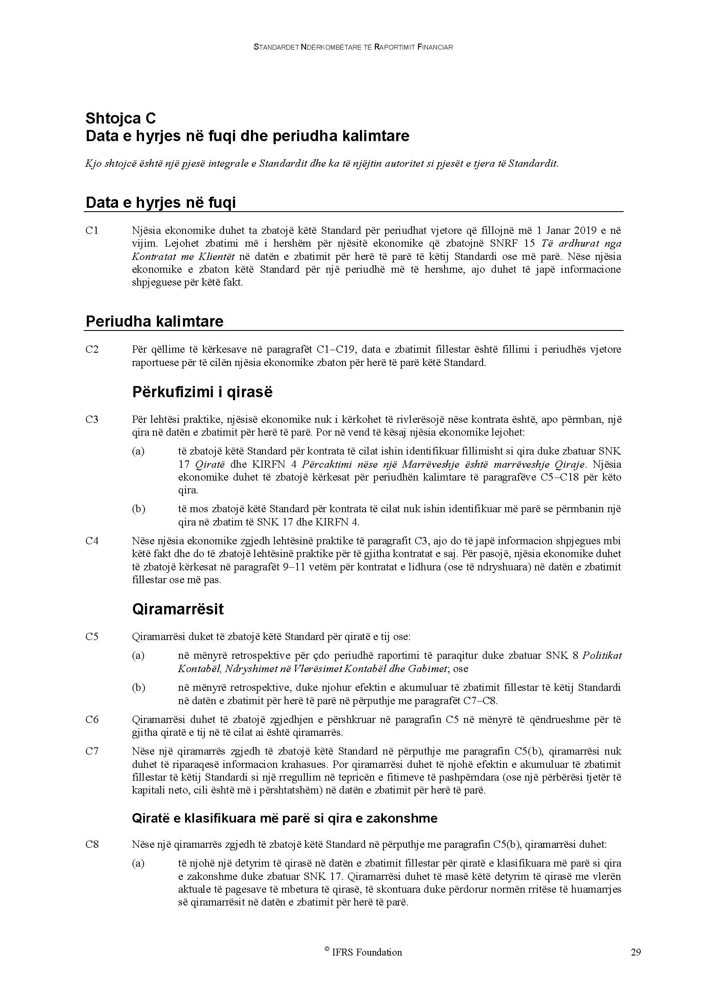 STANDARDET NDËRKOMBËTARE TË RAPORTIMIT FINANCIAR
Shtojca C
Data e hyrjes në fuqi dhe periudha kalimtare
Kjo shtojcë është një pjesë integrale e Standardit dhe ka të njëjtin autoritet si pjesët e tjera të Standardit.
Data e hyrjes në fuqi
C1 Njësia ekonomike duhet ta zbatojë këtë Standard për periudhat vjetore që fillojnë më 1 Janar 2019 e në
vijim. Lejohet zbatimi më i hershëm për njësitë ekonomike që zbatojnë SNRF 15 Të ardhurat nga
Kontratat me Klientët në datën e zbatimit për herë të parë të këtij Standardi ose më parë. Nëse njësia
ekonomike e zbaton këtë Standard për një periudhë më të hershme, ajo duhet të japë informacione
shpjeguese për këtë fakt.
Periudha kalimtare
C2 Për qëllime të kërkesave në paragrafët C1–C19, data e zbatimit fillestar është fillimi i periudhës vjetore
raportuese për të cilën njësia ekonomike zbaton për herë të parë këtë Standard.
Përkufizimi i qirasë
C3 Për lehtësi praktike, njësisë ekonomike nuk i kërkohet të rivlerësojë nëse kontrata është, apo përmban, një
qira në datën e zbatimit për herë të parë. Por në vend të kësaj njësia ekonomike lejohet:
(a) të zbatojë këtë Standard për kontrata të cilat ishin identifikuar fillimisht si qira duke zbatuar SNK
17 Qiratë dhe KIRFN 4 Përcaktimi nëse një Marrëveshje është marrëveshje Qiraje. Njësia
ekonomike duhet të zbatojë kërkesat për periudhën kalimtare të paragrafëve C5–C18 për këto
qira.
(b) të mos zbatojë këtë Standard për kontrata të cilat nuk ishin identifikuar më parë se përmbanin një
qira në zbatim të SNK 17 dhe KIRFN 4.
C4 Nëse njësia ekonomike zgjedh lehtësinë praktike të paragrafit C3, ajo do të japë informacion shpjegues mbi
këtë fakt dhe do të zbatojë lehtësinë praktike për të gjitha kontratat e saj. Për pasojë, njësia ekonomike duhet
të zbatojë kërkesat në paragrafët 9–11 vetëm për kontratat e lidhura (ose të ndryshuara) në datën e zbatimit
fillestar ose më pas.
Qiramarrësit
C5 Qiramarrësi duket të zbatojë këtë Standard për qiratë e tij ose:
(a) në mënyrë retrospektive për çdo periudhë raportimi të paraqitur duke zbatuar SNK 8 Politikat
Kontabël, Ndryshimet në Vlerësimet Kontabël dhe Gabimet; ose
(b) në mënyrë retrospektive, duke njohur efektin e akumuluar të zbatimit fillestar të këtij Standardi
në datën e zbatimit për herë të parë në përputhje me paragrafët C7–C8.
C6 Qiramarrësi duhet të zbatojë zgjedhjen e përshkruar në paragrafin C5 në mënyrë të qëndrueshme për të
gjitha qiratë e tij në të cilat ai është qiramarrës.
C7 Nëse një qiramarrës zgjedh të zbatojë këtë Standard në përputhje me paragrafin C5(b), qiramarrësi nuk
duhet të riparaqesë informacion krahasues. Por qiramarrësi duhet të njohë efektin e akumuluar të zbatimit
fillestar të këtij Standardi si një rregullim në tepricën e fitimeve të pashpërndara (ose një përbërësi tjetër të
kapitali neto, cili është më i përshtatshëm) në datën e zbatimit për herë të parë.
Qiratë e klasifikuara më parë si qira e zakonshme
C8 Nëse një qiramarrës zgjedh të zbatojë këtë Standard në përputhje me paragrafin C5(b), qiramarrësi duhet:
(a) të njohë një detyrim të qirasë në datën e zbatimit fillestar për qiratë e klasifikuara më parë si qira
e zakonshme duke zbatuar SNK 17. Qiramarrësi duhet të masë këtë detyrim të qirasë me vlerën
aktuale të pagesave të mbetura të qirasë, të skontuara duke përdorur normën rritëse të huamarrjes
së qiramarrësit në datën e zbatimit për herë të parë.
© IFRS Foundation 29